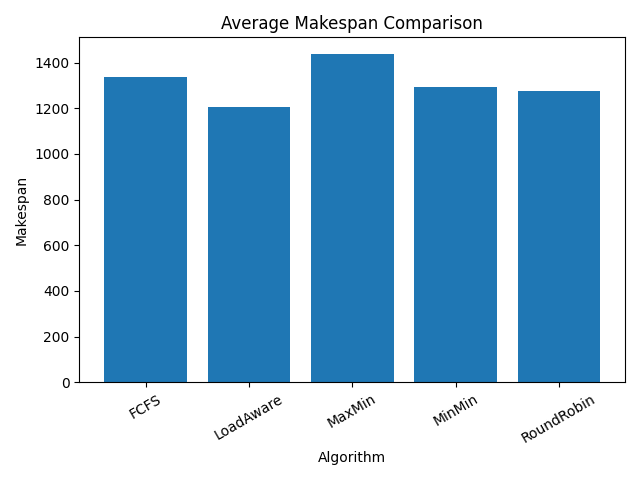 Average Makespan Comparison
Makespan
1400
1200
1000
800
600
400
200
0
FCFS
LoadAware
MaxMin
MinMin
RoundRobin
Algorithm